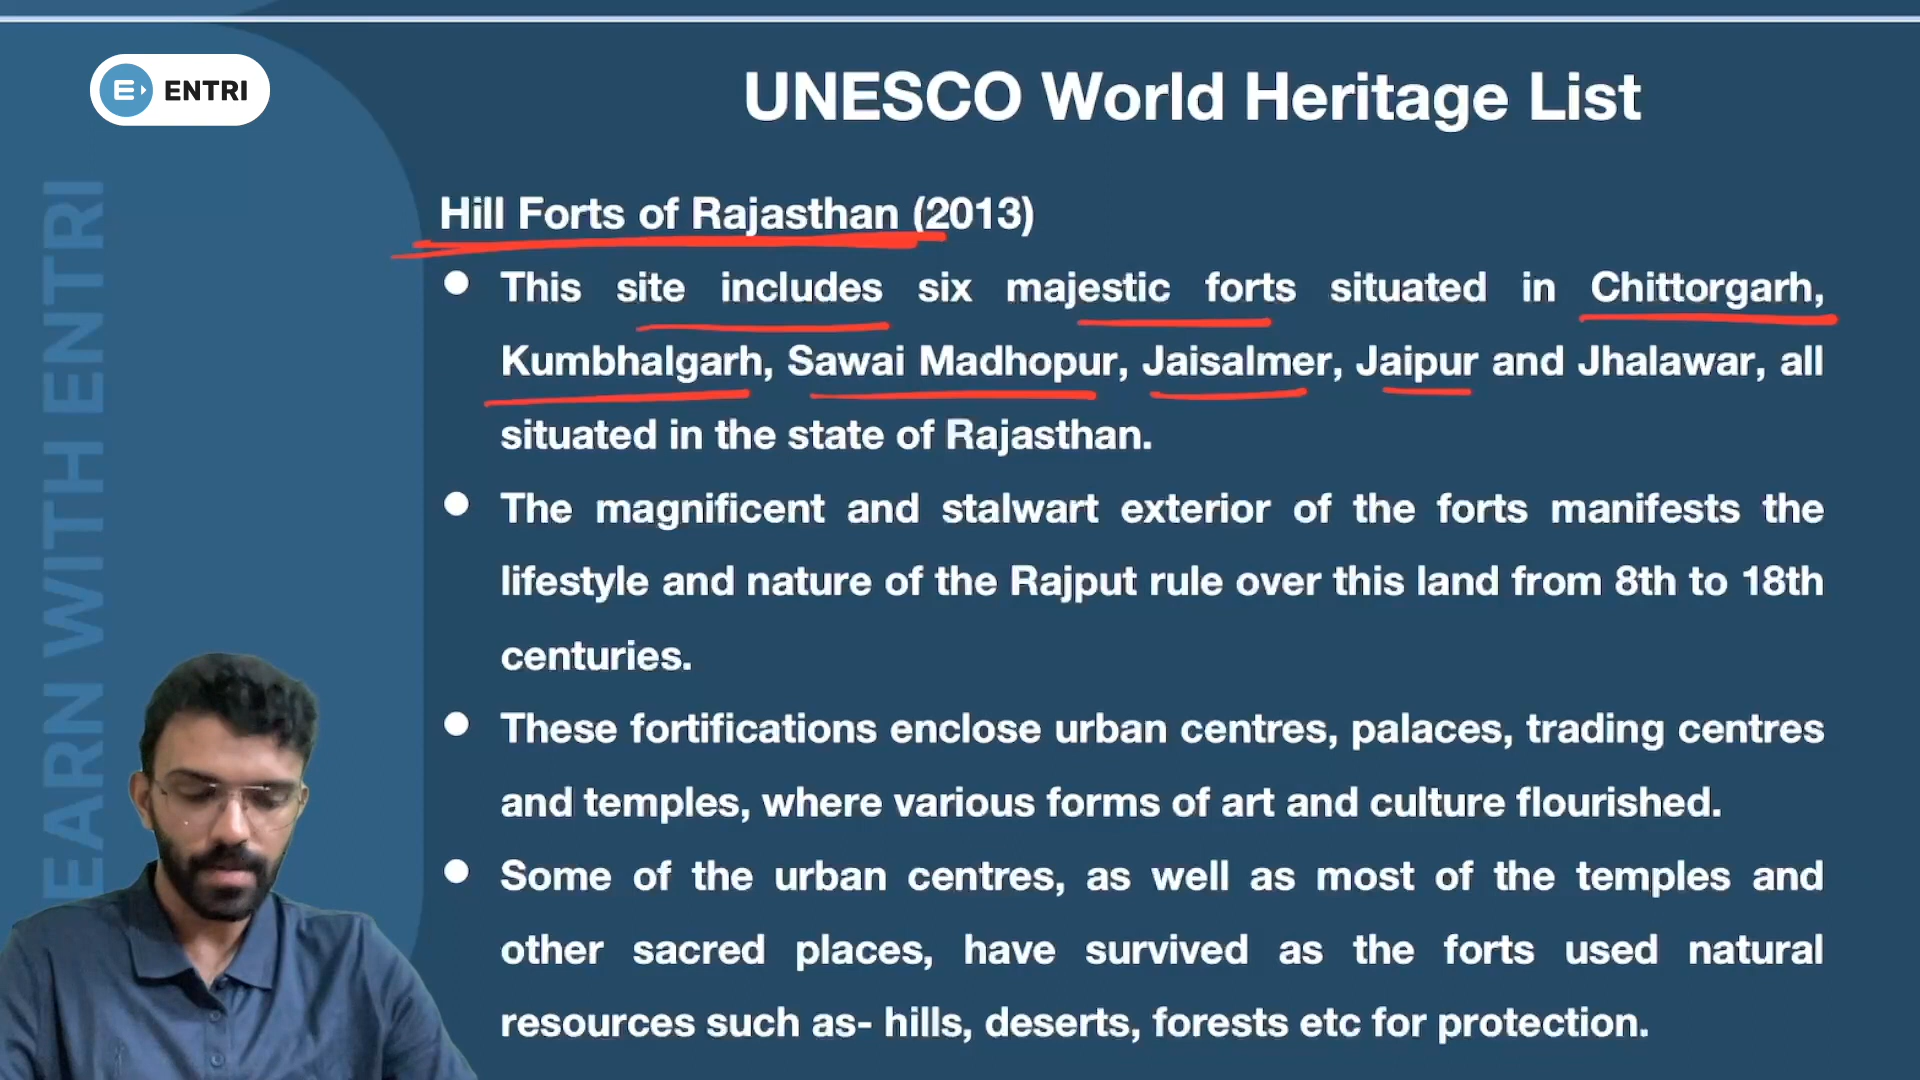 ENTRI
UNESCO World Heritage List
Hill Forts of Rajasthan (2013)
● This site includes six majestic forts situated in Chittorgarh,
Kumbhalgarh, Sawai Madhopur, Jaisalmer, Jaipur and Jhalawar, all
situated in the state of Rajasthan.
● The magnificent and stalwart exterior of the forts manifests the
lifestyle and nature of the Rajput rule over this land from 8th to 18th
centuries.
● These fortifications enclose urban centres, palaces, trading centres
and temples, where various forms of art and culture flourished.
● Some of the urban centres, as well as most of the temples and
other sacred places, have survived as the forts used natural
resources such as- hills, deserts, forests etc for protection.
EARN WITH ENTRI